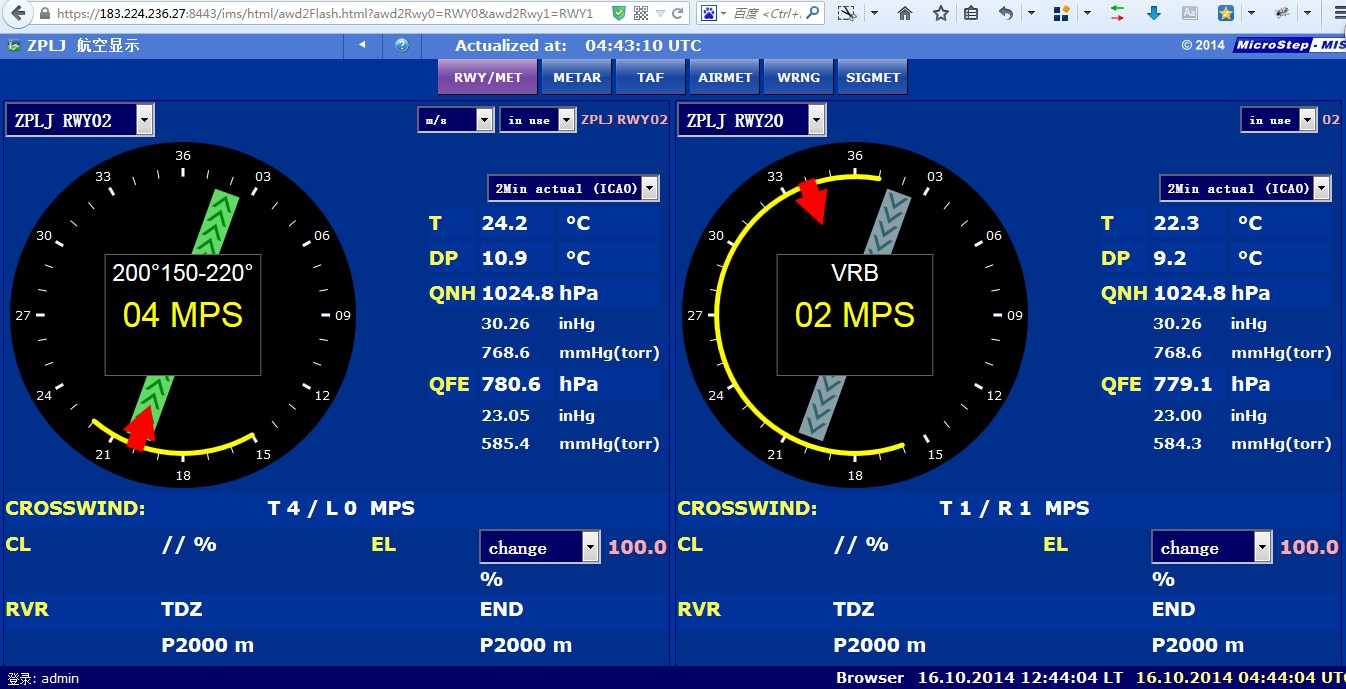 https://183.224.236.27:8443/ims/html/awd2Flash.html?awd2Rwy0=RWY0&awd2Rwy1=RWY1
百度 <Ctrl+.
ZPLJ 航空显示
Actualized at: 04:43:10 UTC
© 2014 MicroStep - MIS
RWY/MET METAR TAF AIRMET WRNG SIGMET
ZPLJ RWY02 m/s in use ZPLJ RWY02
36
33 03
30 06
27 09
24 12
21 15
18
200°150-220°
04 MPS
2Min actual (ICAO)
T 24.2 °C
DP 10.9 °C
QNH 1024.8 hPa
30.26 inHg
768.6 mmHg(torr)
QFE 780.6 hPa
23.05 inHg
585.4 mmHg(torr)
CROSSWIND: T 4 / L 0 MPS
CL // % EL change 100.0
%
RVR TDZ END
P2000 m P2000 m
ZPLJ RWY20 in use 02
36
33 03
30 06
27 09
24 12
21 15
18
VRB
02 MPS
2Min actual (ICAO)
T 22.3 °C
DP 9.2 °C
QNH 1024.8 hPa
30.26 inHg
768.6 mmHg(torr)
QFE 779.1 hPa
23.00 inHg
584.3 mmHg(torr)
CROSSWIND: T 1 / R 1 MPS
CL // % EL change 100.0
%
RVR TDZ END
P2000 m P2000 m
登录: admin
Browser 16.10.2014 12:44:04 LT 16.10.2014 04:44:04 UTC